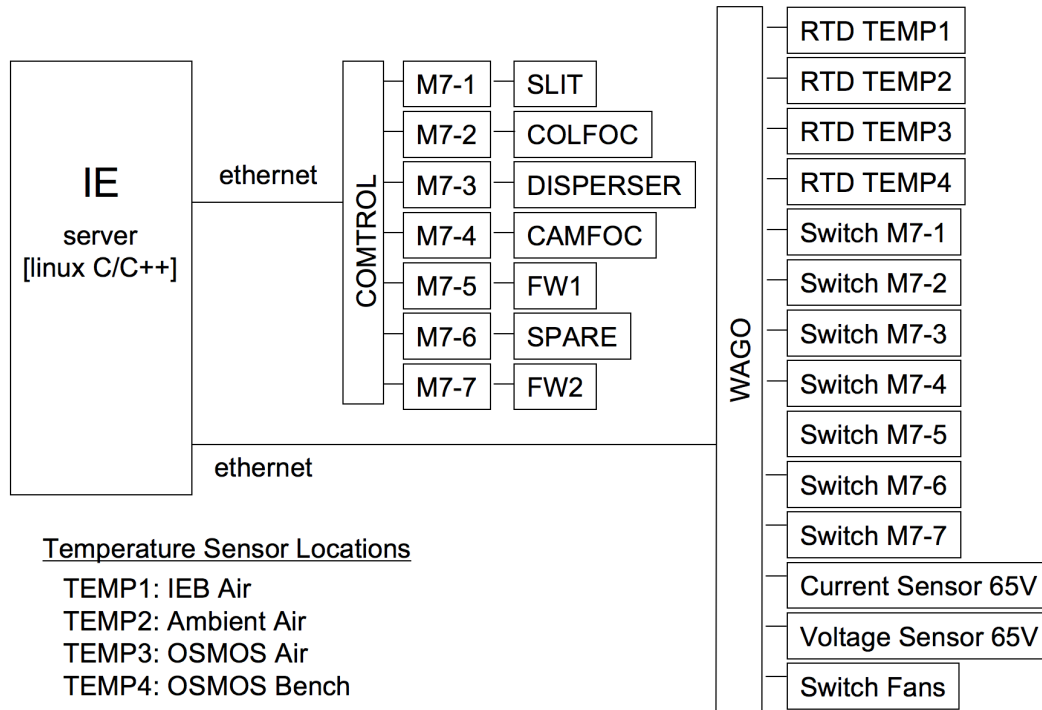 IE
server
[linux C/C++]
ethernet
COMTROL
M7-1 SLIT
M7-2 COLFOC
M7-3 DISPERSER
M7-4 CAMFOC
M7-5 FW1
M7-6 SPARE
M7-7 FW2
ethernet
WAGO
RTD TEMP1
RTD TEMP2
RTD TEMP3
RTD TEMP4
Switch M7-1
Switch M7-2
Switch M7-3
Switch M7-4
Switch M7-5
Switch M7-6
Switch M7-7
Current Sensor 65V
Voltage Sensor 65V
Switch Fans
Temperature Sensor Locations
TEMP1: IEB Air
TEMP2: Ambient Air
TEMP3: OSMOS Air
TEMP4: OSMOS Bench